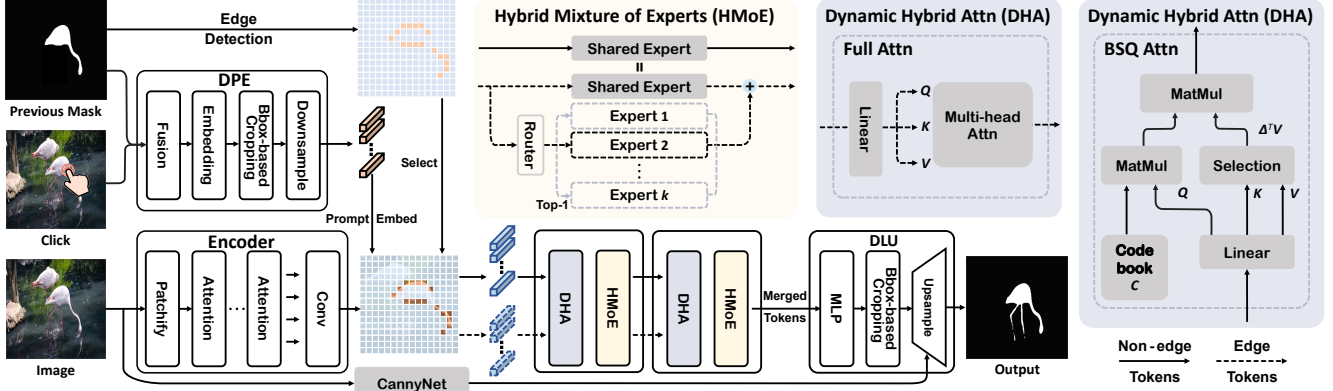 Edge
Detection
Previous Mask
DPE
Fusion
Embedding
Bbox-based
Cropping
Downsample
Click
Select
Prompt Embed
Encoder
Patchify
Attention
Attention
Conv
Image
CannyNet
Hybrid Mixture of Experts (HMoE)
Shared Expert
=
Shared Expert
+
Router
Expert 1
Expert 2
Expert k
Top-1
DHA
HMoE
DHA
HMoE
Merged
Tokens
DLU
MLP
Bbox-based
Cropping
Upsample
Output
Dynamic Hybrid Attn (DHA)
Full Attn
Linear
Q
K
V
Multi-head
Attn
Dynamic Hybrid Attn (DHA)
BSQ Attn
MatMul
ΔᵀV
MatMul
Selection
Q
K
V
Code
book
C
Linear
Non-edge
Tokens
Edge
Tokens